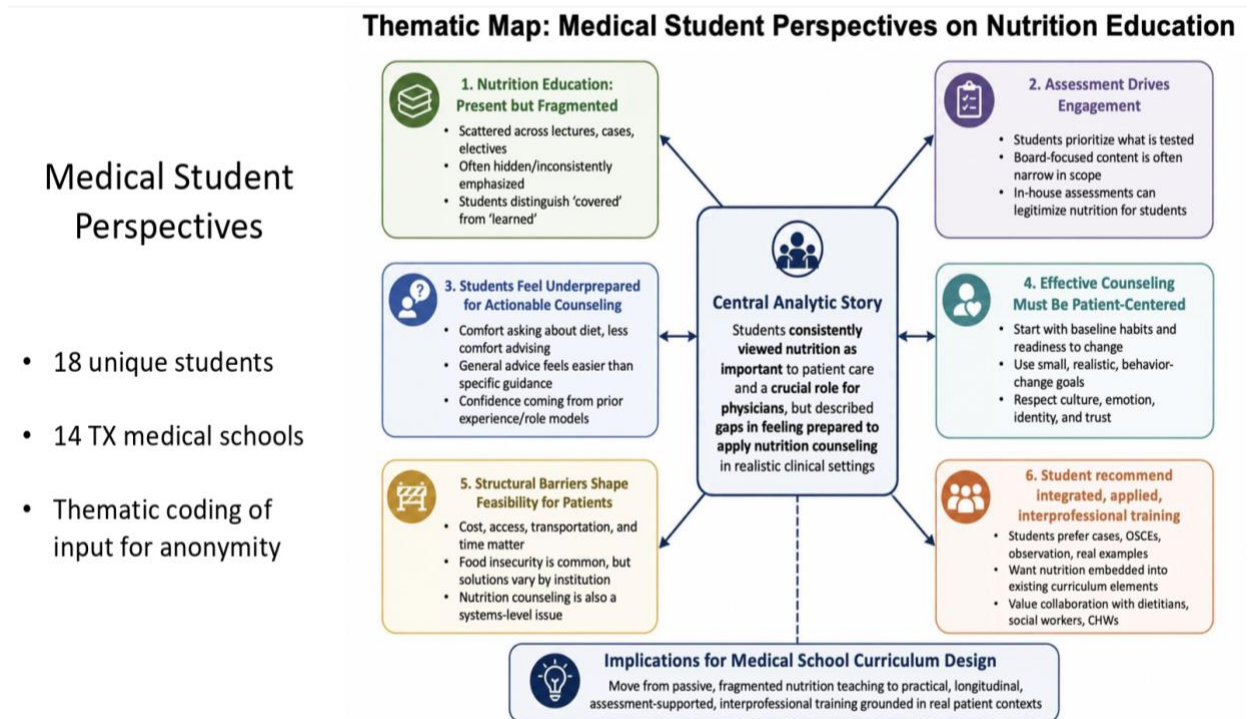 Thematic Map: Medical Student Perspectives on Nutrition Education
Medical Student
Perspectives
• 18 unique students
• 14 TX medical schools
• Thematic coding of
input for anonymity
1. Nutrition Education:
Present but Fragmented
• Scattered across lectures, cases,
electives
• Often hidden/inconsistently
emphasized
• Students distinguish ‘covered’
from ‘learned’
2. Assessment Drives
Engagement
• Students prioritize what is tested
• Board-focused content is often
narrow in scope
• In-house assessments can
legitimize nutrition for students
3. Students Feel Underprepared
for Actionable Counseling
• Comfort asking about diet, less
comfort advising
• General advice feels easier than
specific guidance
• Confidence coming from prior
experience/role models
Central Analytic Story
Students consistently
viewed nutrition as
important to patient care
and a crucial role for
physicians, but described
gaps in feeling prepared to
apply nutrition counseling
in realistic clinical settings
4. Effective Counseling
Must Be Patient-Centered
• Start with baseline habits and
readiness to change
• Use small, realistic, behavior-
change goals
• Respect culture, emotion,
identity, and trust
5. Structural Barriers Shape
Feasibility for Patients
• Cost, access, transportation, and
time matter
• Food insecurity is common, but
solutions vary by institution
• Nutrition counseling is also a
systems-level issue
6. Student recommend
integrated, applied,
interprofessional training
• Students prefer cases, OSCEs,
observation, real examples
• Want nutrition embedded into
existing curriculum elements
• Value collaboration with dietitians,
social workers, CHWs
Implications for Medical School Curriculum Design
Move from passive, fragmented nutrition teaching to practical, longitudinal,
assessment-supported, interprofessional training grounded in real patient contexts